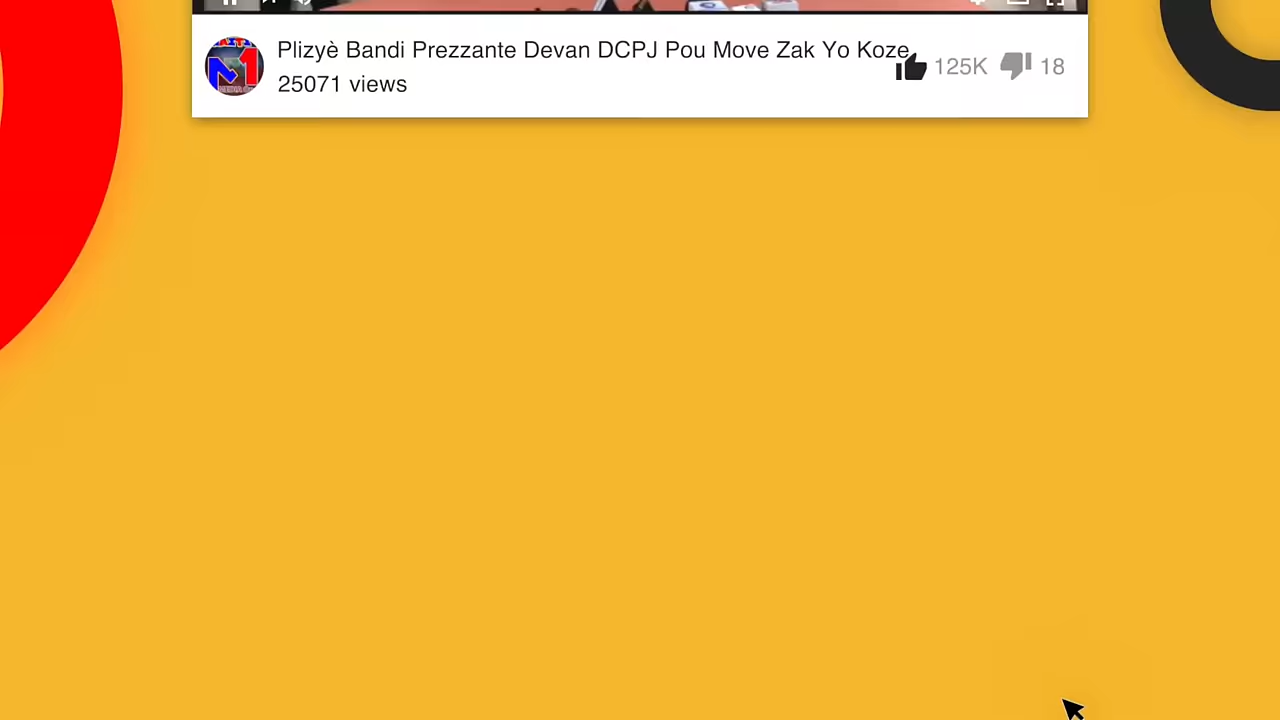 Plizyè Bandi Prezzante Devan DCPJ Pou Move Zak Yo Koze
25071 views
125K
18